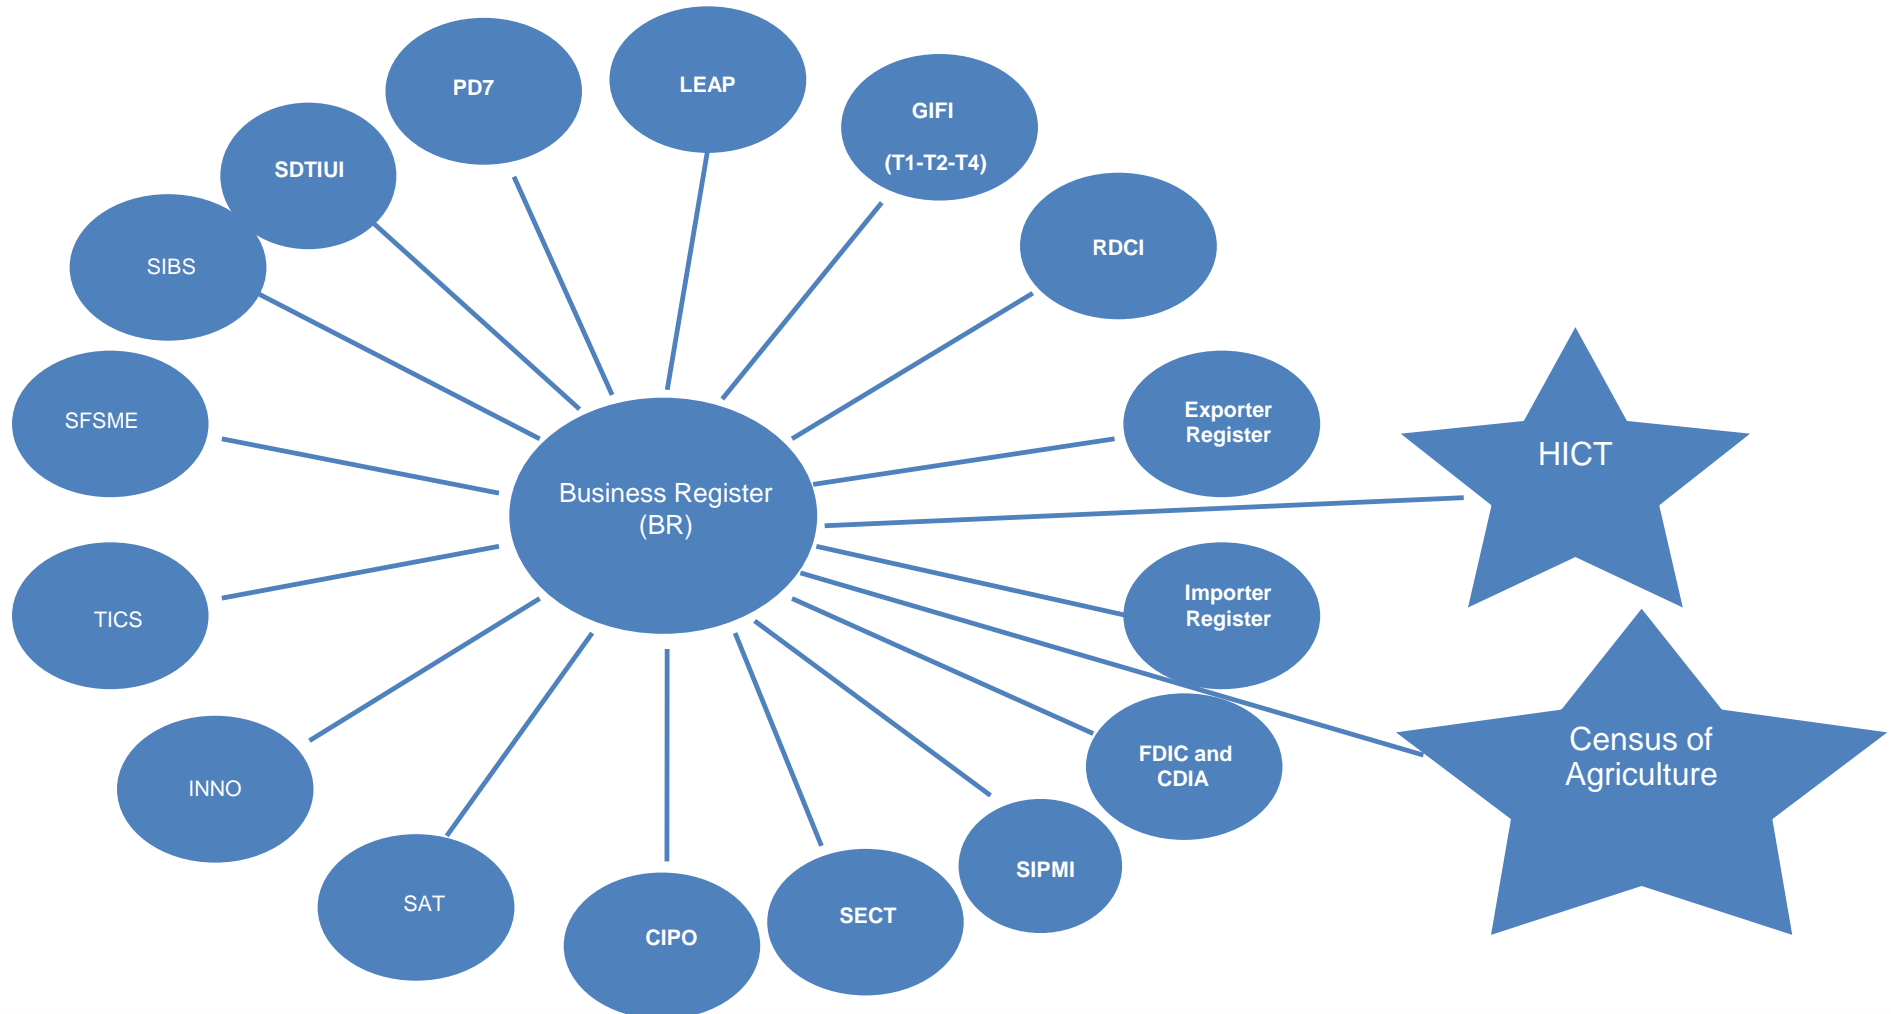 LEAP
PD7
GIFI
(T1-T2-T4)
SDTIUI
RDCI
SIBS
Exporter
Register
SFSME
HICT
Business Register
(BR)
Importer
Register
TICS
Census of
Agriculture
FDIC and
CDIA
INNO
SIPMI
SAT
SECT
CIPO